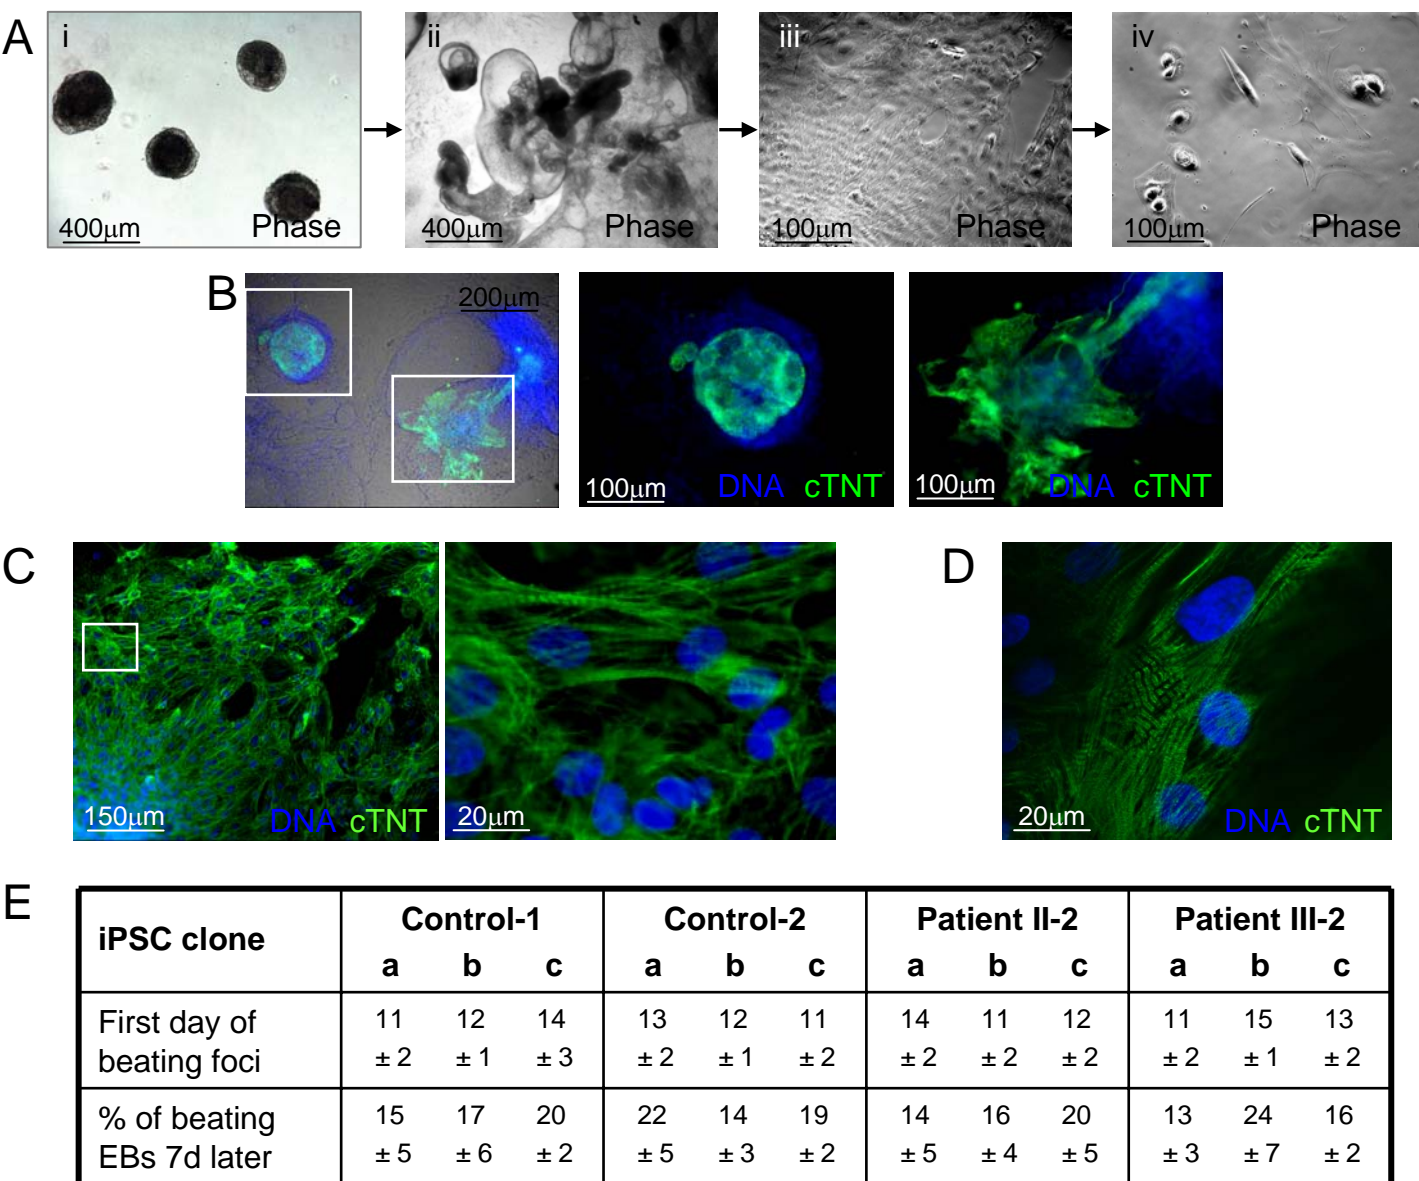 A
i
ii
iii
iv
400μm
Phase
400μm
Phase
100μm
Phase
100μm
Phase
B
200μm
100μm
DNA cTNT
100μm
DNA cTNT
C
D
150μm
DNA cTNT
20μm
20μm
DNA cTNT
E
iPSC clone
Control-1
Control-2
Patient II-2
Patient III-2
a b c a b c a b c a b c
First day of
11 12 14 13 12 11 14 11 12 11 15 13
beating foci
± 2 ± 1 ± 3 ± 2 ± 1 ± 2 ± 2 ± 2 ± 2 ± 2 ± 1 ± 2
% of beating
15 17 20 22 14 19 14 16 20 13 24 16
EBs 7d later
± 5 ± 6 ± 2 ± 5 ± 3 ± 2 ± 5 ± 4 ± 5 ± 3 ± 7 ± 2